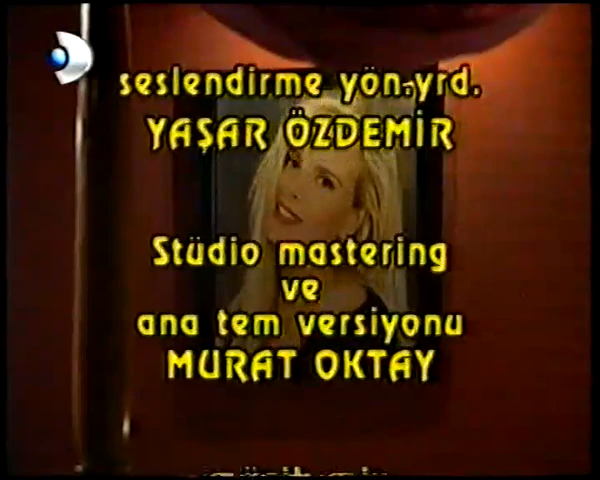 seslendirme yön.yrd.
YAŞAR ÖZDEMİR
Stüdio mastering
ve
ana tem versiyonu
MURAT OKTAY